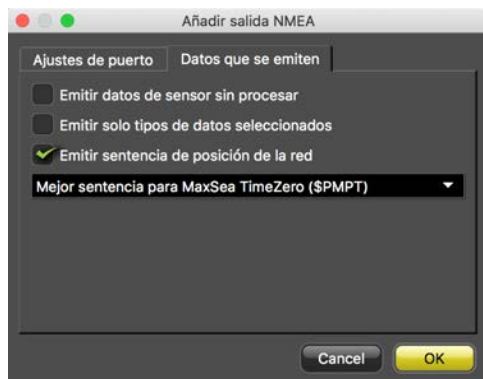 Añadir salida NMEA
Ajustes de puerto Datos que se emiten
Emitir datos de sensor sin procesar
Emitir solo tipos de datos seleccionados
Emitir sentencia de posición de la red
Mejor sentencia para MaxSea TimeZero ($PMPT)
Cancel OK